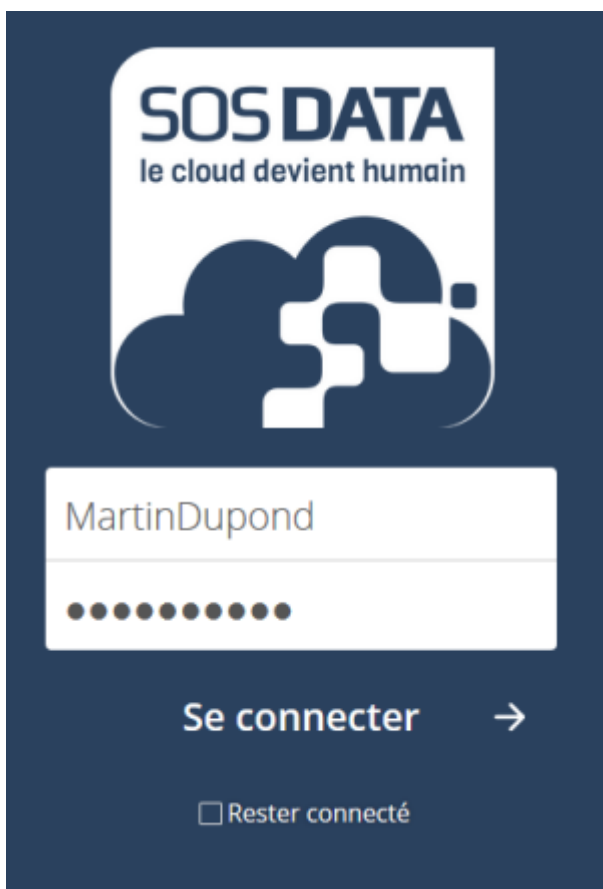 SOS DATA
le cloud devient humain
MartinDupond
●●●●●●●●●●
Se connecter →
Rester connecté